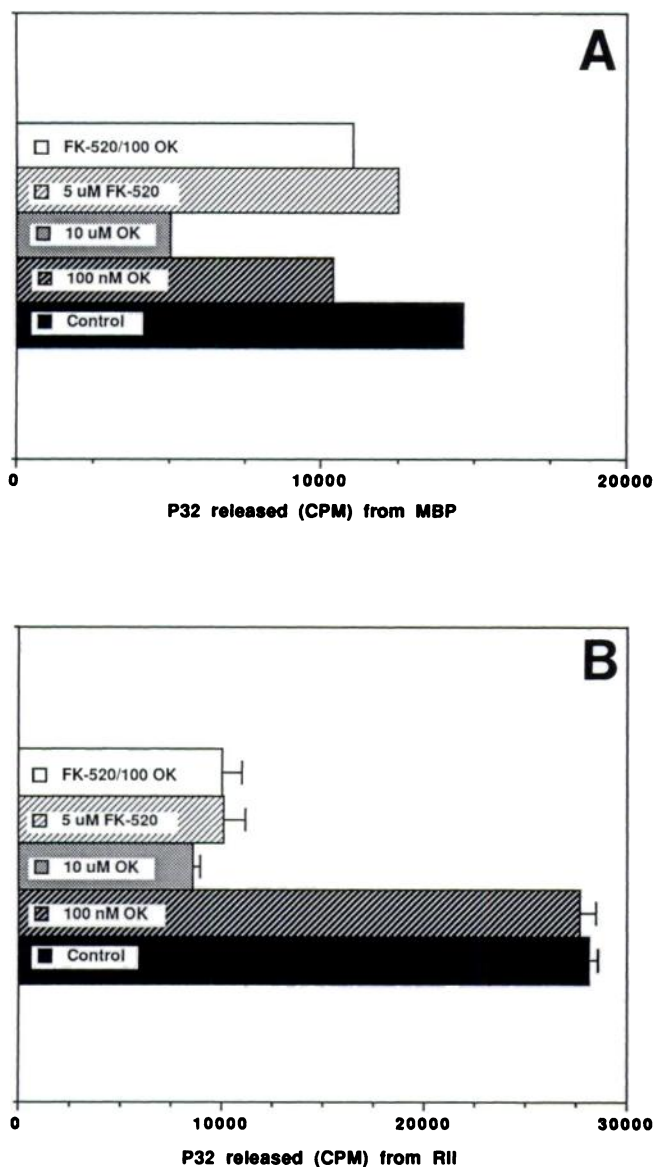 A
FK-520/100 OK
5 uM FK-520
10 uM OK
100 nM OK
Control
0 10000 20000
P32 released (CPM) from MBP
B
FK-520/100 OK
5 uM FK-520
10 uM OK
100 nM OK
Control
0 10000 20000 30000
P32 released (CPM) from RII